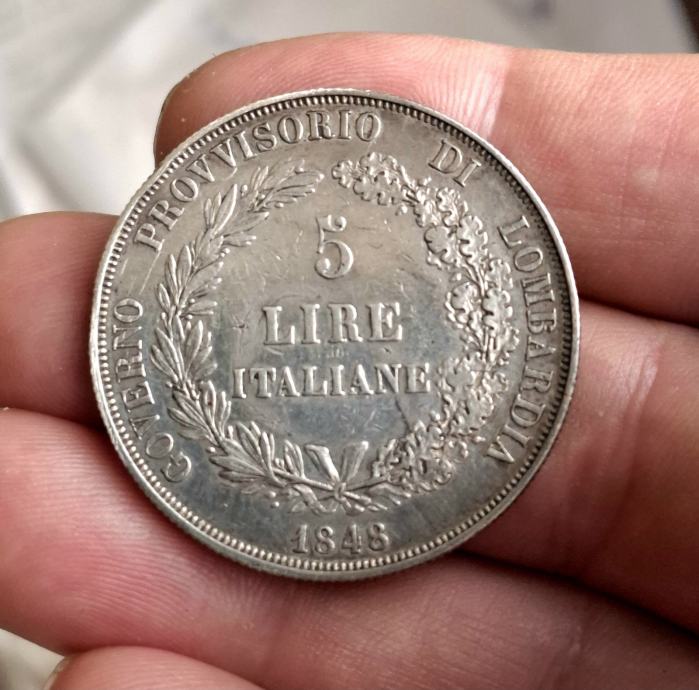 GOVERNO PROVVISORIO DI LOMBARDIA
5
LIRE
ITALIANE
1848